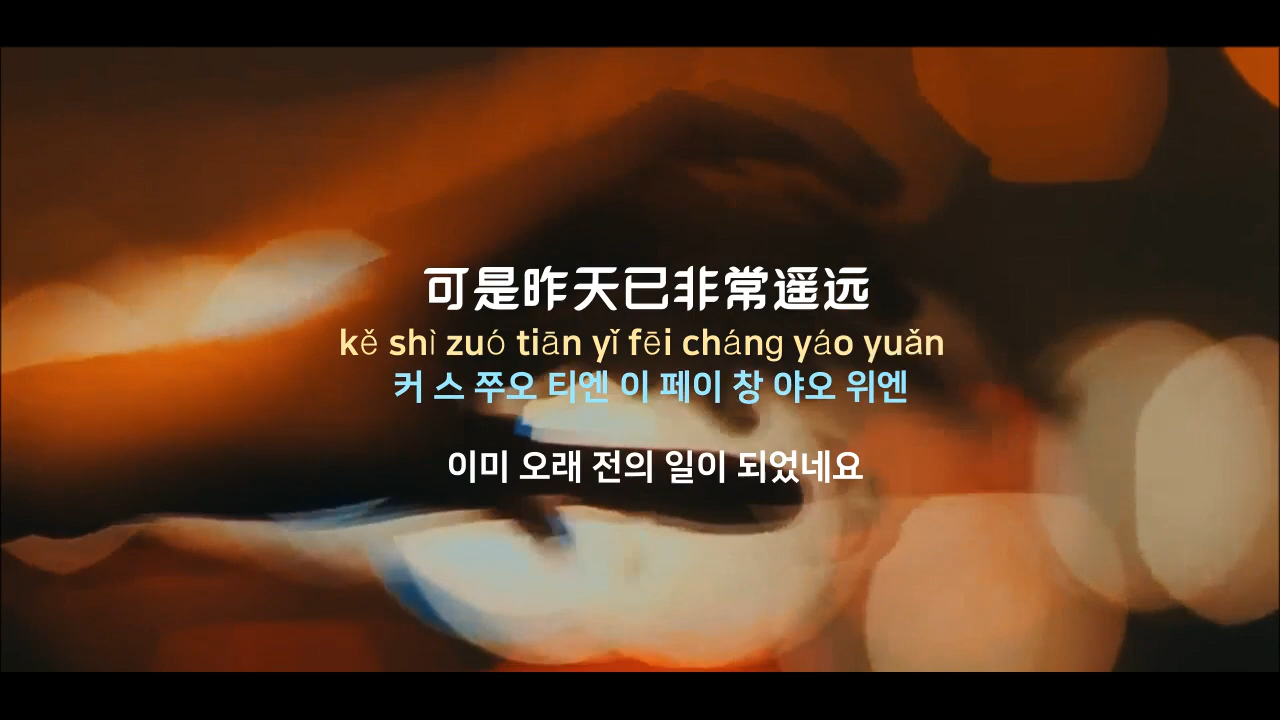 可是昨天已非常遥远
kě shì zuó tiān yǐ fēi cháng yáo yuǎn
커 스 쭈오 티엔 이 페이 창 야오 위엔
이미 오래 전의 일이 되었네요